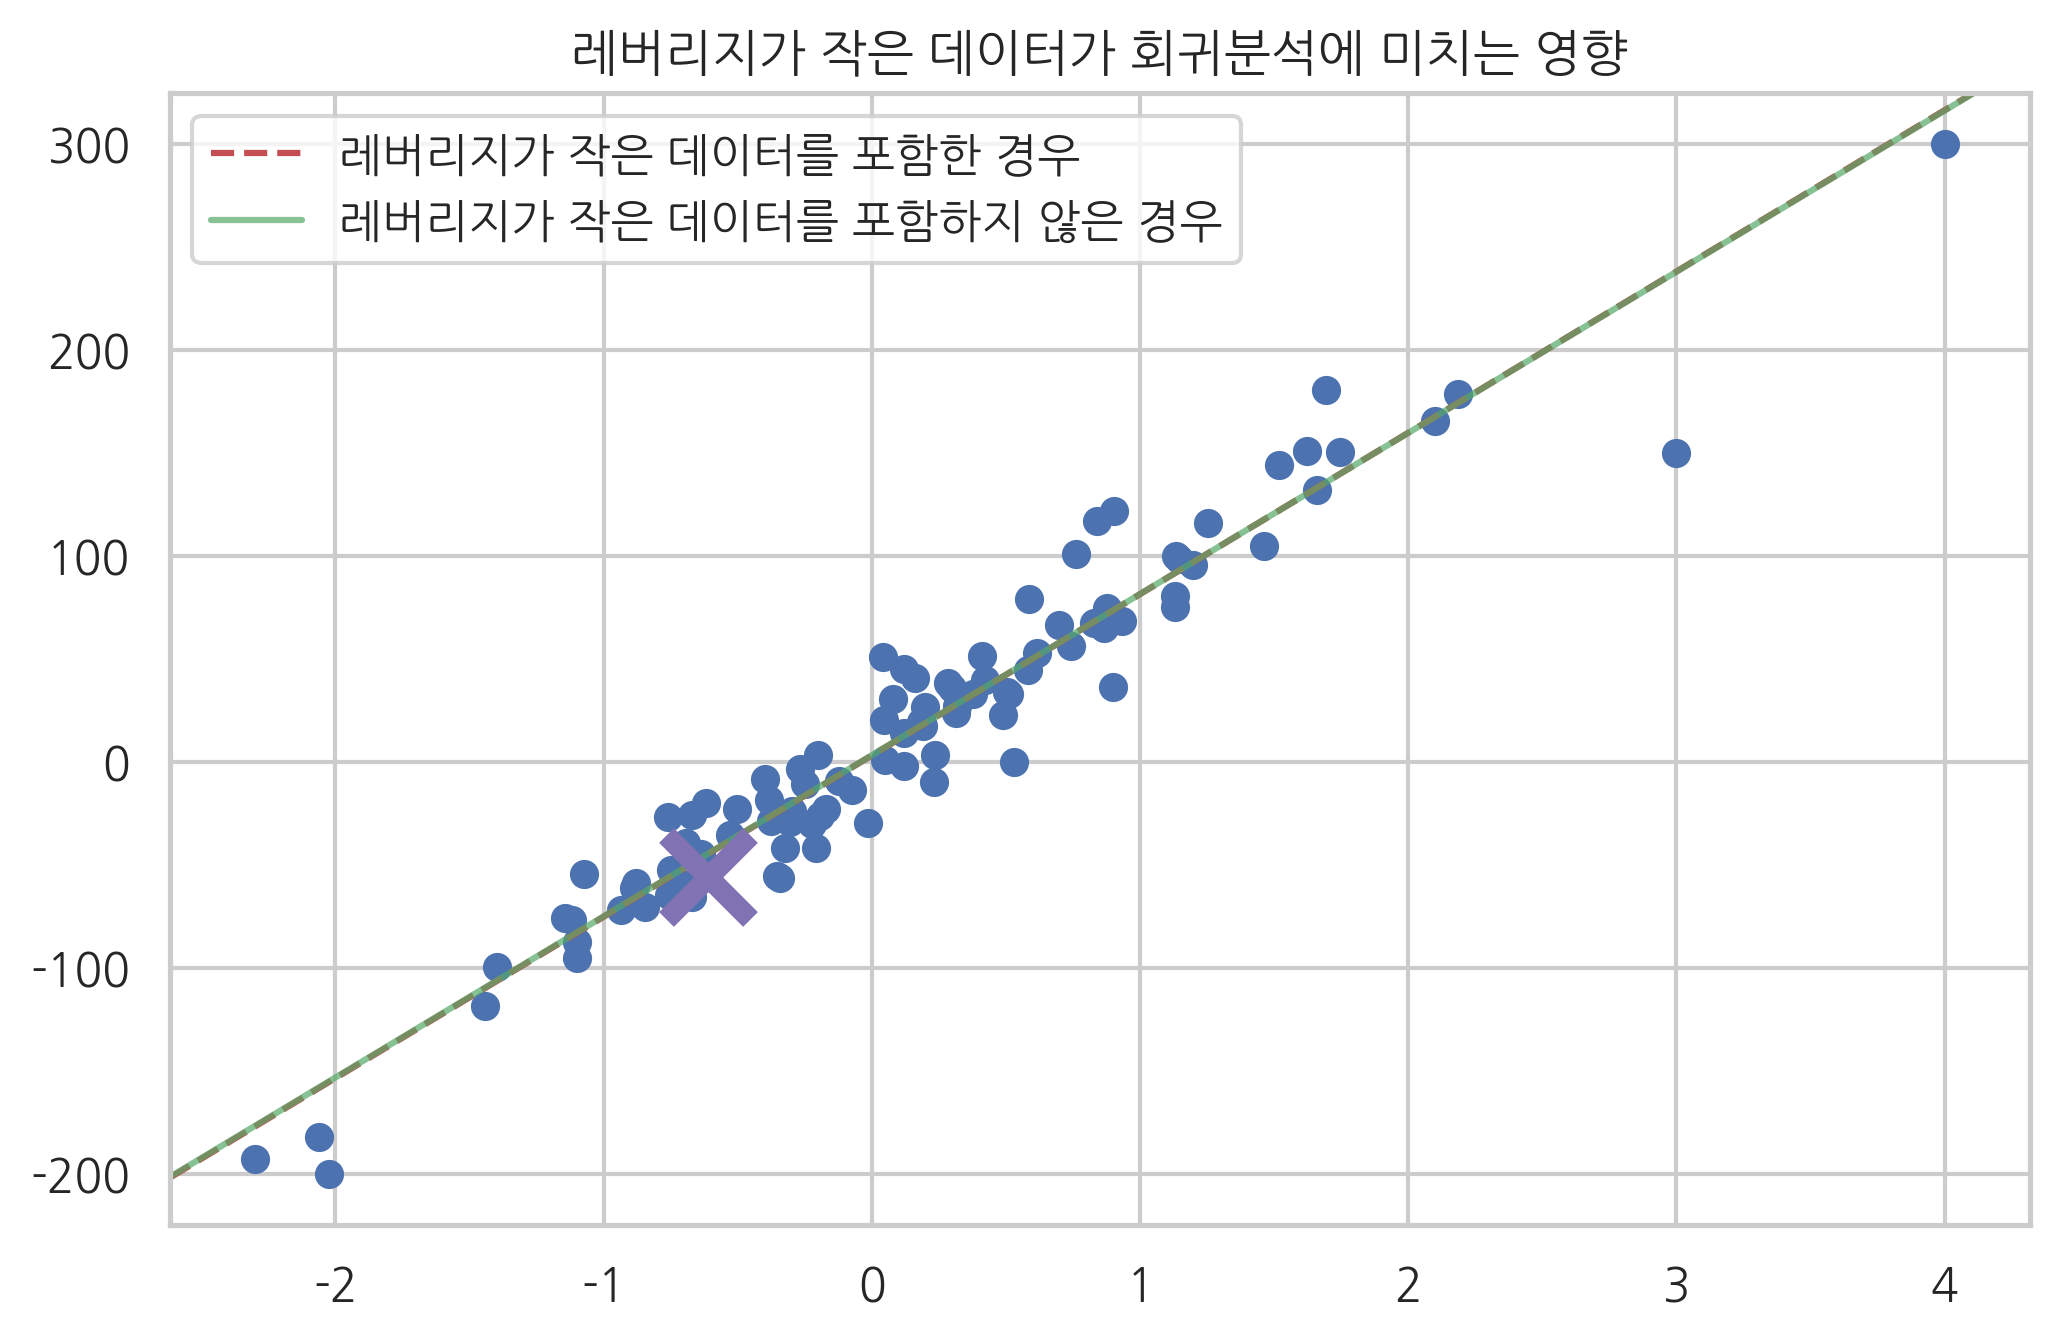 레버리지가 작은 데이터가 회귀분석에 미치는 영향
레버리지가 작은 데이터를 포함한 경우
레버리지가 작은 데이터를 포함하지 않은 경우
300
200
100
0
-100
-200
-2 -1 0 1 2 3 4